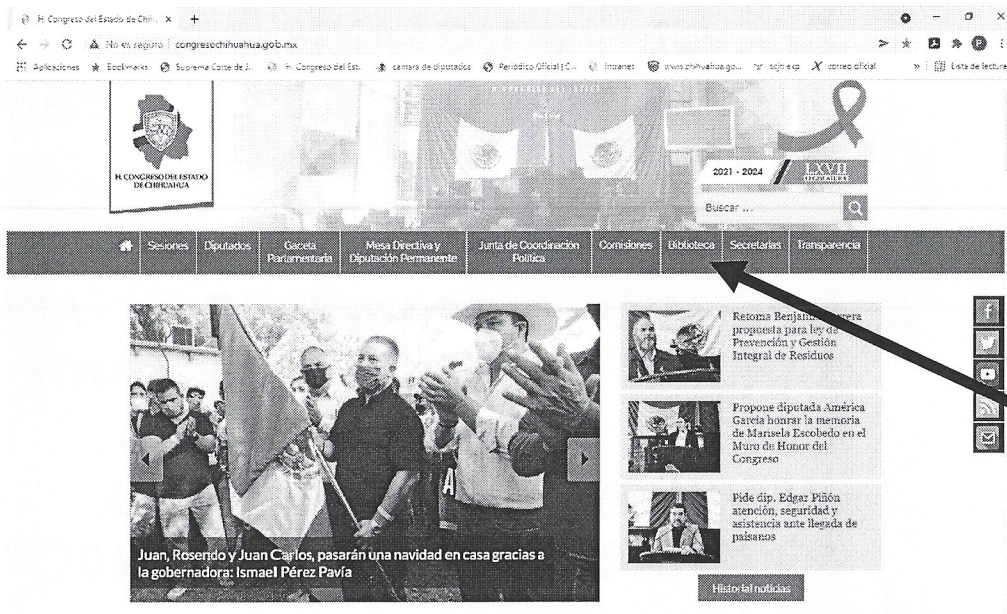 H. Congreso del Estado de Chih...
No es seguro | congresochihuahua.gob.mx
Aplicaciones Bookmarks Suprema Corte de J... H. Congreso del Est... camara de diputados Periódico Oficial | C... Intranet www.chihuahua.go... scjn exp correo oficial » Lista de lectura
H. CONGRESO DEL ESTADO
DE CHIHUAHUA
2021 - 2024 LXVII
LEGISLATURA
Buscar ...
Sesiones
Diputados
Gaceta
Parlamentaria
Mesa Directiva y
Diputación Permanente
Junta de Coordinación
Política
Comisiones
Biblioteca
Secretarías
Transparencia
Juan, Rosendo y Juan Carlos, pasarán una navidad en casa gracias a
la gobernadora: Ismael Pérez Pavía
Retoma Benjamín
propuesta para ley de
Prevención y Gestión
Integral de Residuos
Propone diputada América
García honrar la memoria
de Marisela Escobedo en el
Muro de Honor del
Congreso
Pide dip. Edgar Piñón
atención, seguridad y
asistencia ante llegada de
paisanos
Historial noticias